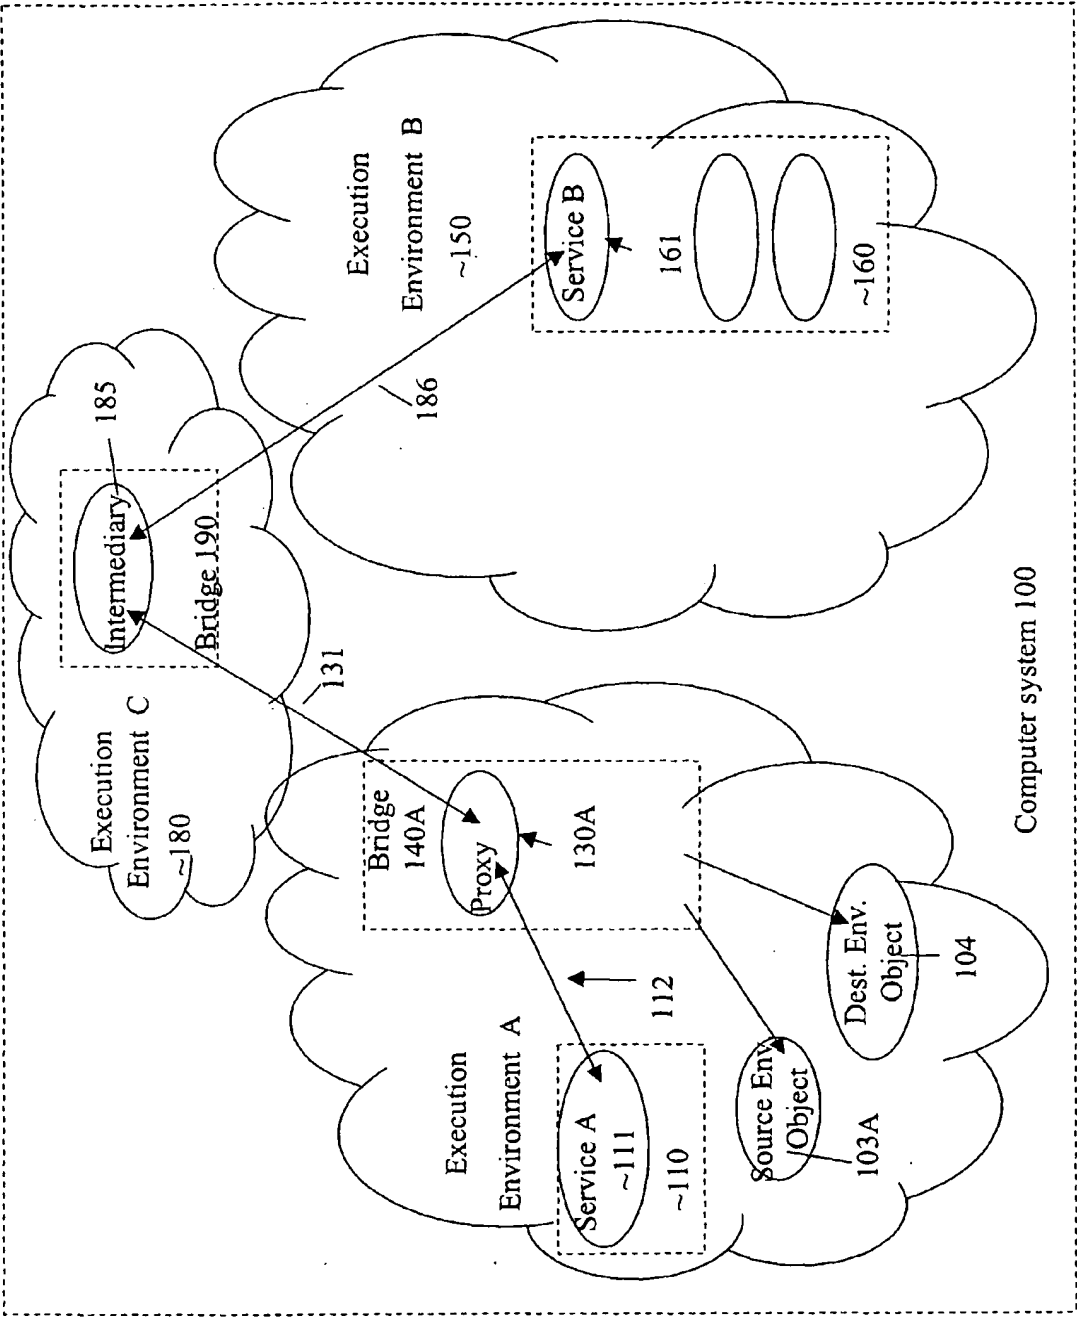 Execution
Environment C
~180
Intermediary
185
Bridge 190
131
186
Execution
Environment B
~150
Service B
161
~160
Execution
Environment A
Bridge
140A
Proxy
130A
112
Service A
~111
~110
Source Env.
Object
103A
Dest. Env.
Object
104
Computer system 100